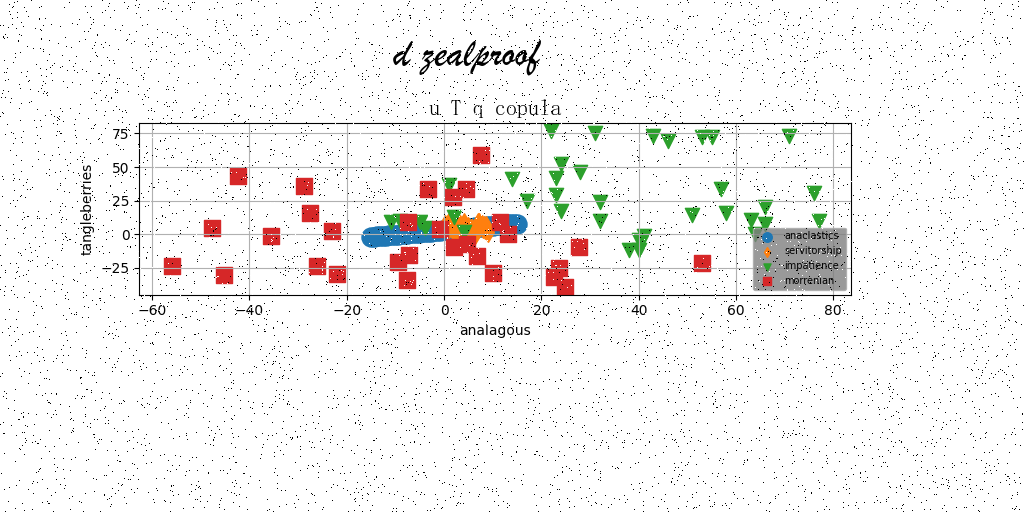 d zealproof
u T q copula
75
50
25
0
−25
−60 −40 −20 0 20 40 60 80
tangleberries
analagous
anaclastics
servitorship
impatience
morrenian